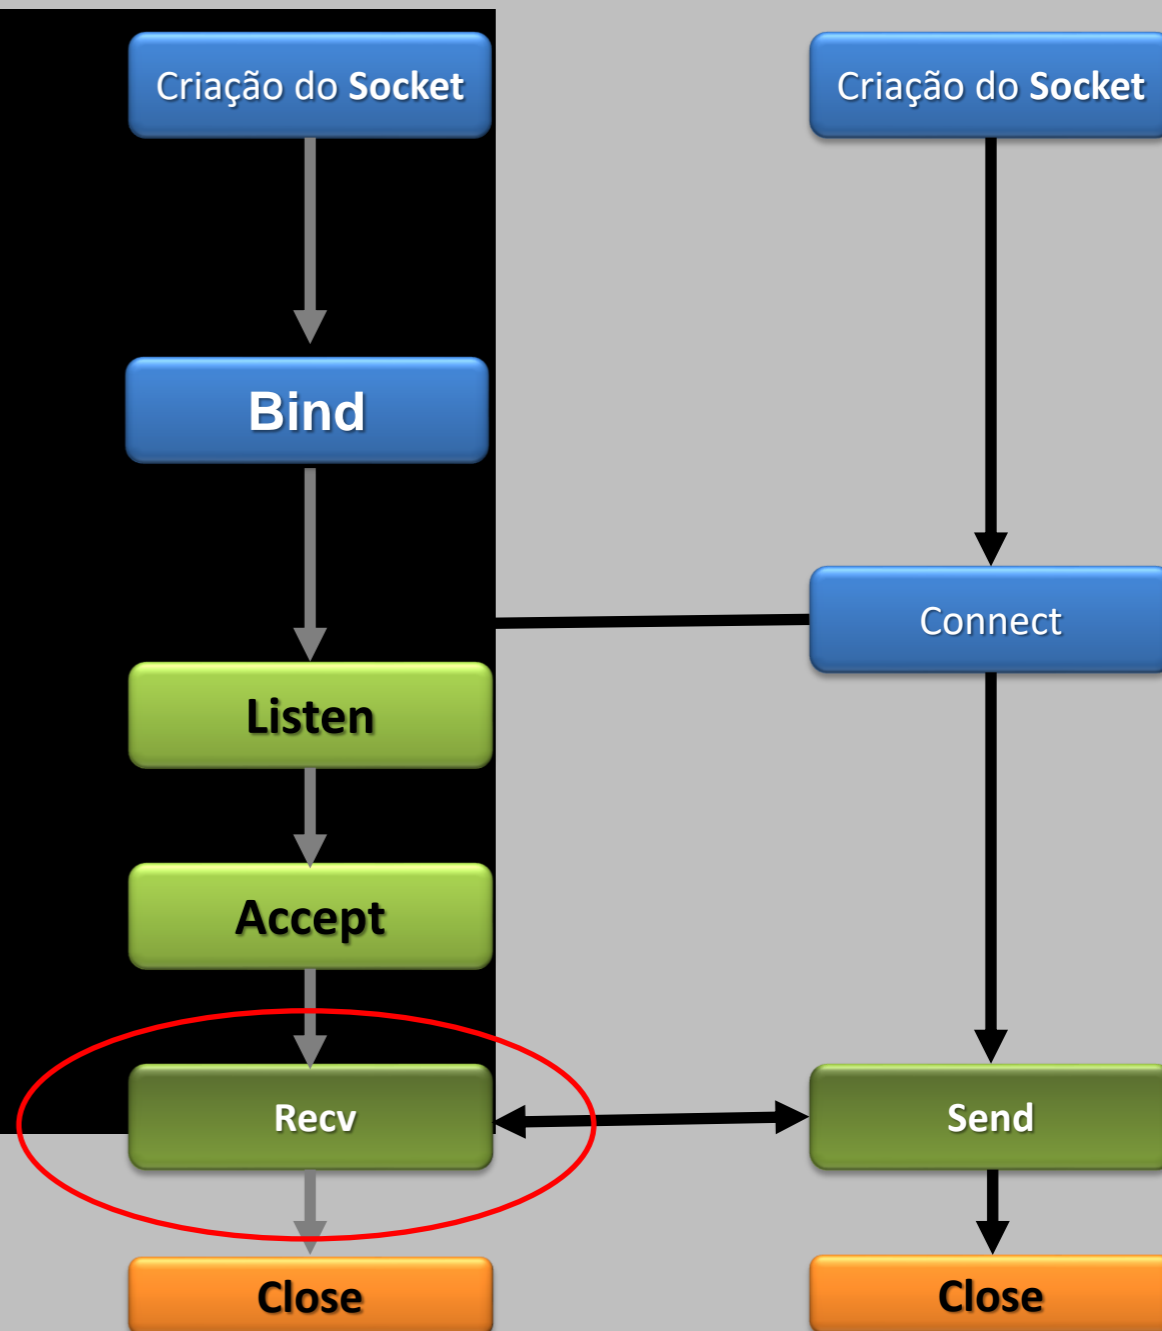 Criação do Socket
Bind
Listen
Accept
Recv
Close
Criação do Socket
Connect
Send
Close